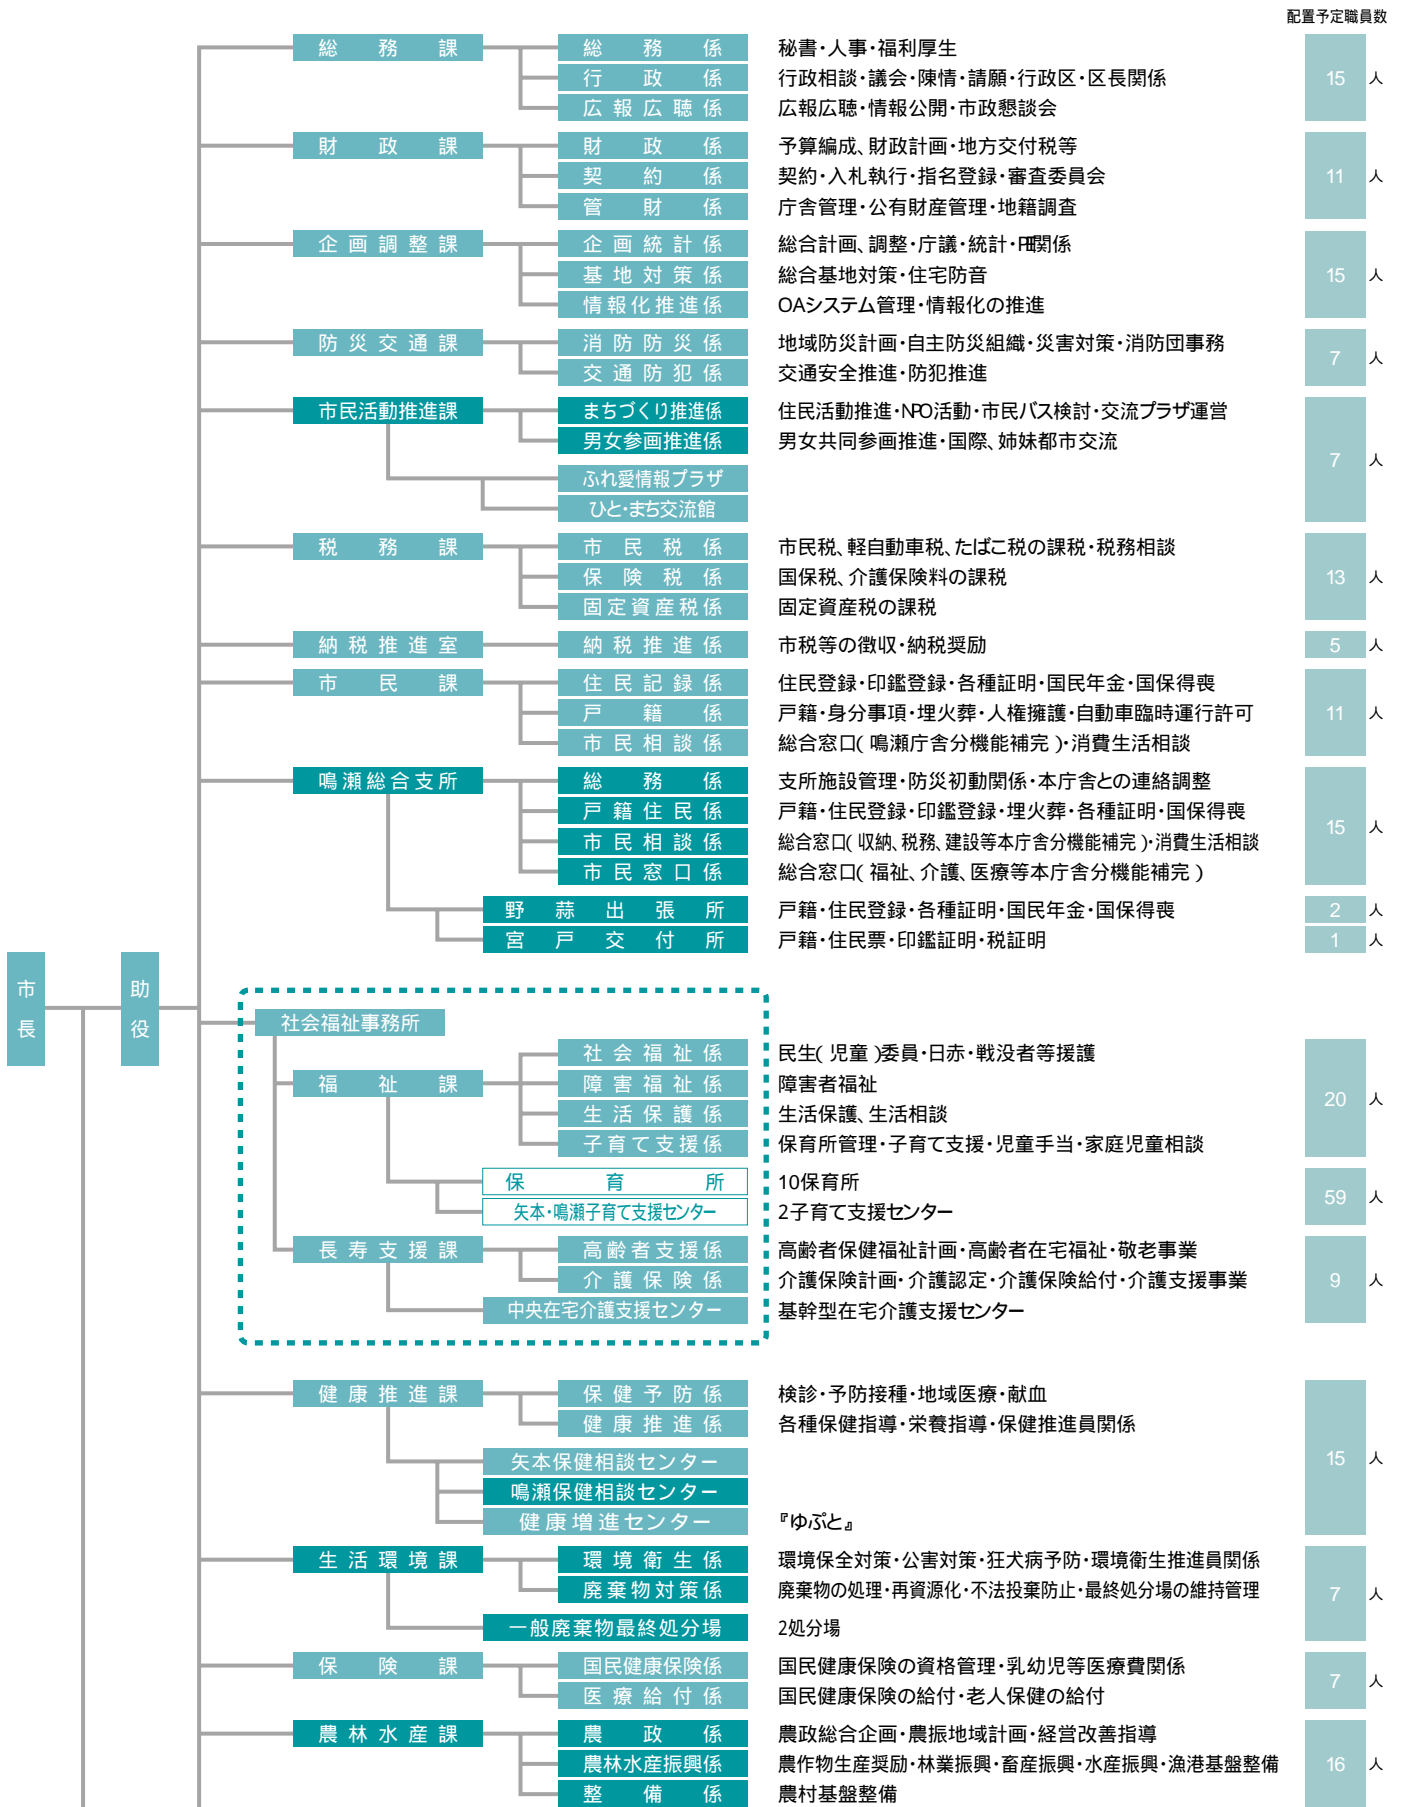 配置予定職員数
総務課 総務係 秘書・人事・福利厚生
行政係 行政相談・議会・陳情・請願・行政区・区長関係 15 人
広報広聴係 広報広聴・情報公開・市政懇談会
財政課 財政係 予算編成、財政計画・地方交付税等
契約係 契約・入札執行・指名登録・審査委員会 11 人
管財係 庁舎管理・公有財産管理・地籍調査
企画調整課 企画統計係 総合計画、調整・庁議・統計・関係
基地対策係 総合基地対策・住宅防音 15 人
情報化推進係 OAシステム管理・情報化の推進
防災交通課 消防防災係 地域防災計画・自主防災組織・災害対策・消防団事務
7 人
交通防犯係 交通安全推進・防犯推進
市民活動推進課 まちづくり推進係 住民活動推進・NPO活動・市民バス検討・交流プラザ運営
男女参画推進係 男女共同参画推進・国際、姉妹都市交流
7 人
ふれ愛情報プラザ
ひと・まち交流館
税務課 市民税係 市民税、軽自動車税、たばこ税の課税・税務相談
保険税係 国保税、介護保険料の課税 13 人
固定資産税係 固定資産税の課税
納税推進室 納税推進係 市税等の徴収・納税奨励 5 人
市民課 住民記録係 住民登録・印鑑登録・各種証明・国民年金・国保得喪
戸籍係 戸籍・身分事項・埋火葬・人権擁護・自動車臨時運行許可 11 人
市民相談係 総合窓口(鳴瀬庁舎分機能補完)・消費生活相談
鳴瀬総合支所 総務係 支所施設管理・防災初動関係・本庁舎との連絡調整
戸籍住民係 戸籍・住民登録・印鑑登録・埋火葬・各種証明・国保得喪
15 人
市民相談係 総合窓口(収納、税務、建設等本庁舎分機能補完)・消費生活相談
市民窓口係 総合窓口(福祉、介護、医療等本庁舎分機能補完)
野蒜出張所 戸籍・住民登録・各種証明・国民年金・国保得喪 2 人
宮戸交付所 戸籍・住民票・印鑑証明・税証明 1 人
市長 助役
社会福祉事務所
社会福祉係 民生(児童)委員・日赤・戦没者等援護
福祉課 障害福祉係 障害者福祉
20 人
生活保護係 生活保護、生活相談
子育て支援係 保育所管理・子育て支援・児童手当・家庭児童相談
保育所 10保育所
59 人
矢本・鳴瀬子育て支援センター 2子育て支援センター
長寿支援課 高齢者支援係 高齢者保健福祉計画・高齢者在宅福祉・敬老事業
介護保険係 介護保険計画・介護認定・介護保険給付・介護支援事業 9 人
中央在宅介護支援センター 基幹型在宅介護支援センター
健康推進課 保健予防係 検診・予防接種・地域医療・献血
健康推進係 各種保健指導・栄養指導・保健推進員関係
矢本保健相談センター 15 人
鳴瀬保健相談センター
健康増進センター 『ゆぷと』
生活環境課 環境衛生係 環境保全対策・公害対策・狂犬病予防・環境衛生推進員関係
廃棄物対策係 廃棄物の処理・再資源化・不法投棄防止・最終処分場の維持管理 7 人
一般廃棄物最終処分場 2処分場
保険課 国民健康保険係 国民健康保険の資格管理・乳幼児等医療費関係
7 人
医療給付係 国民健康保険の給付・老人保健の給付
農林水産課 農政係 農政総合企画・農振地域計画・経営改善指導
農林水産振興係 農作物生産奨励・林業振興・畜産振興・水産振興・漁港基盤整備 16 人
整備係 農村基盤整備